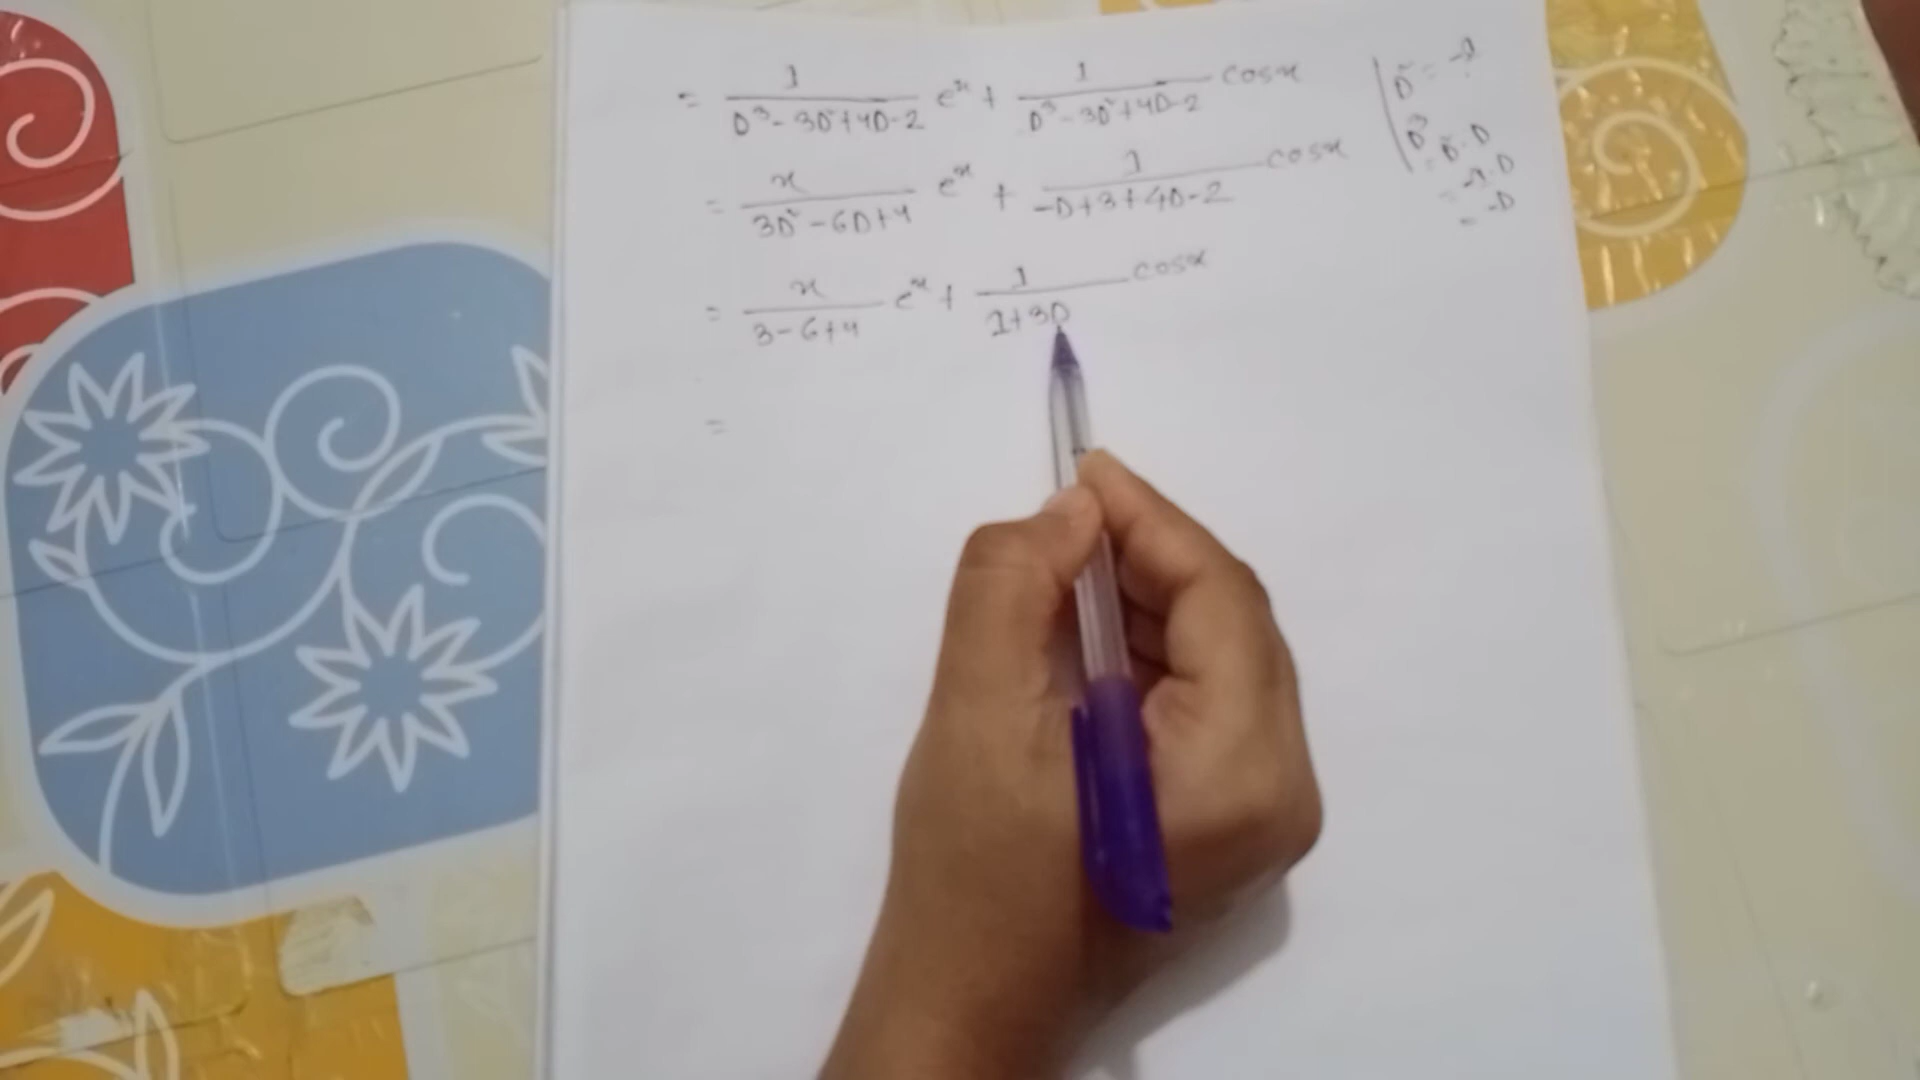 = 1/(D³-3D²+4D-2) eˣ + 1/(D³-3D²+4D-2) cosx
= x/(3D²-6D+4) eˣ + 1/(-D+3+4D-2) cosx
= x/(3-6+4) eˣ + 1/(1+3D) cosx
=
D² = -1
D³
= D².D
= -1.D
= -D